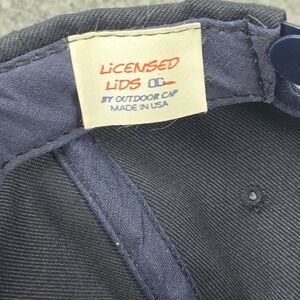 LiCENSED
LiDS
BY OUTDOOR CAP
MADE IN USA